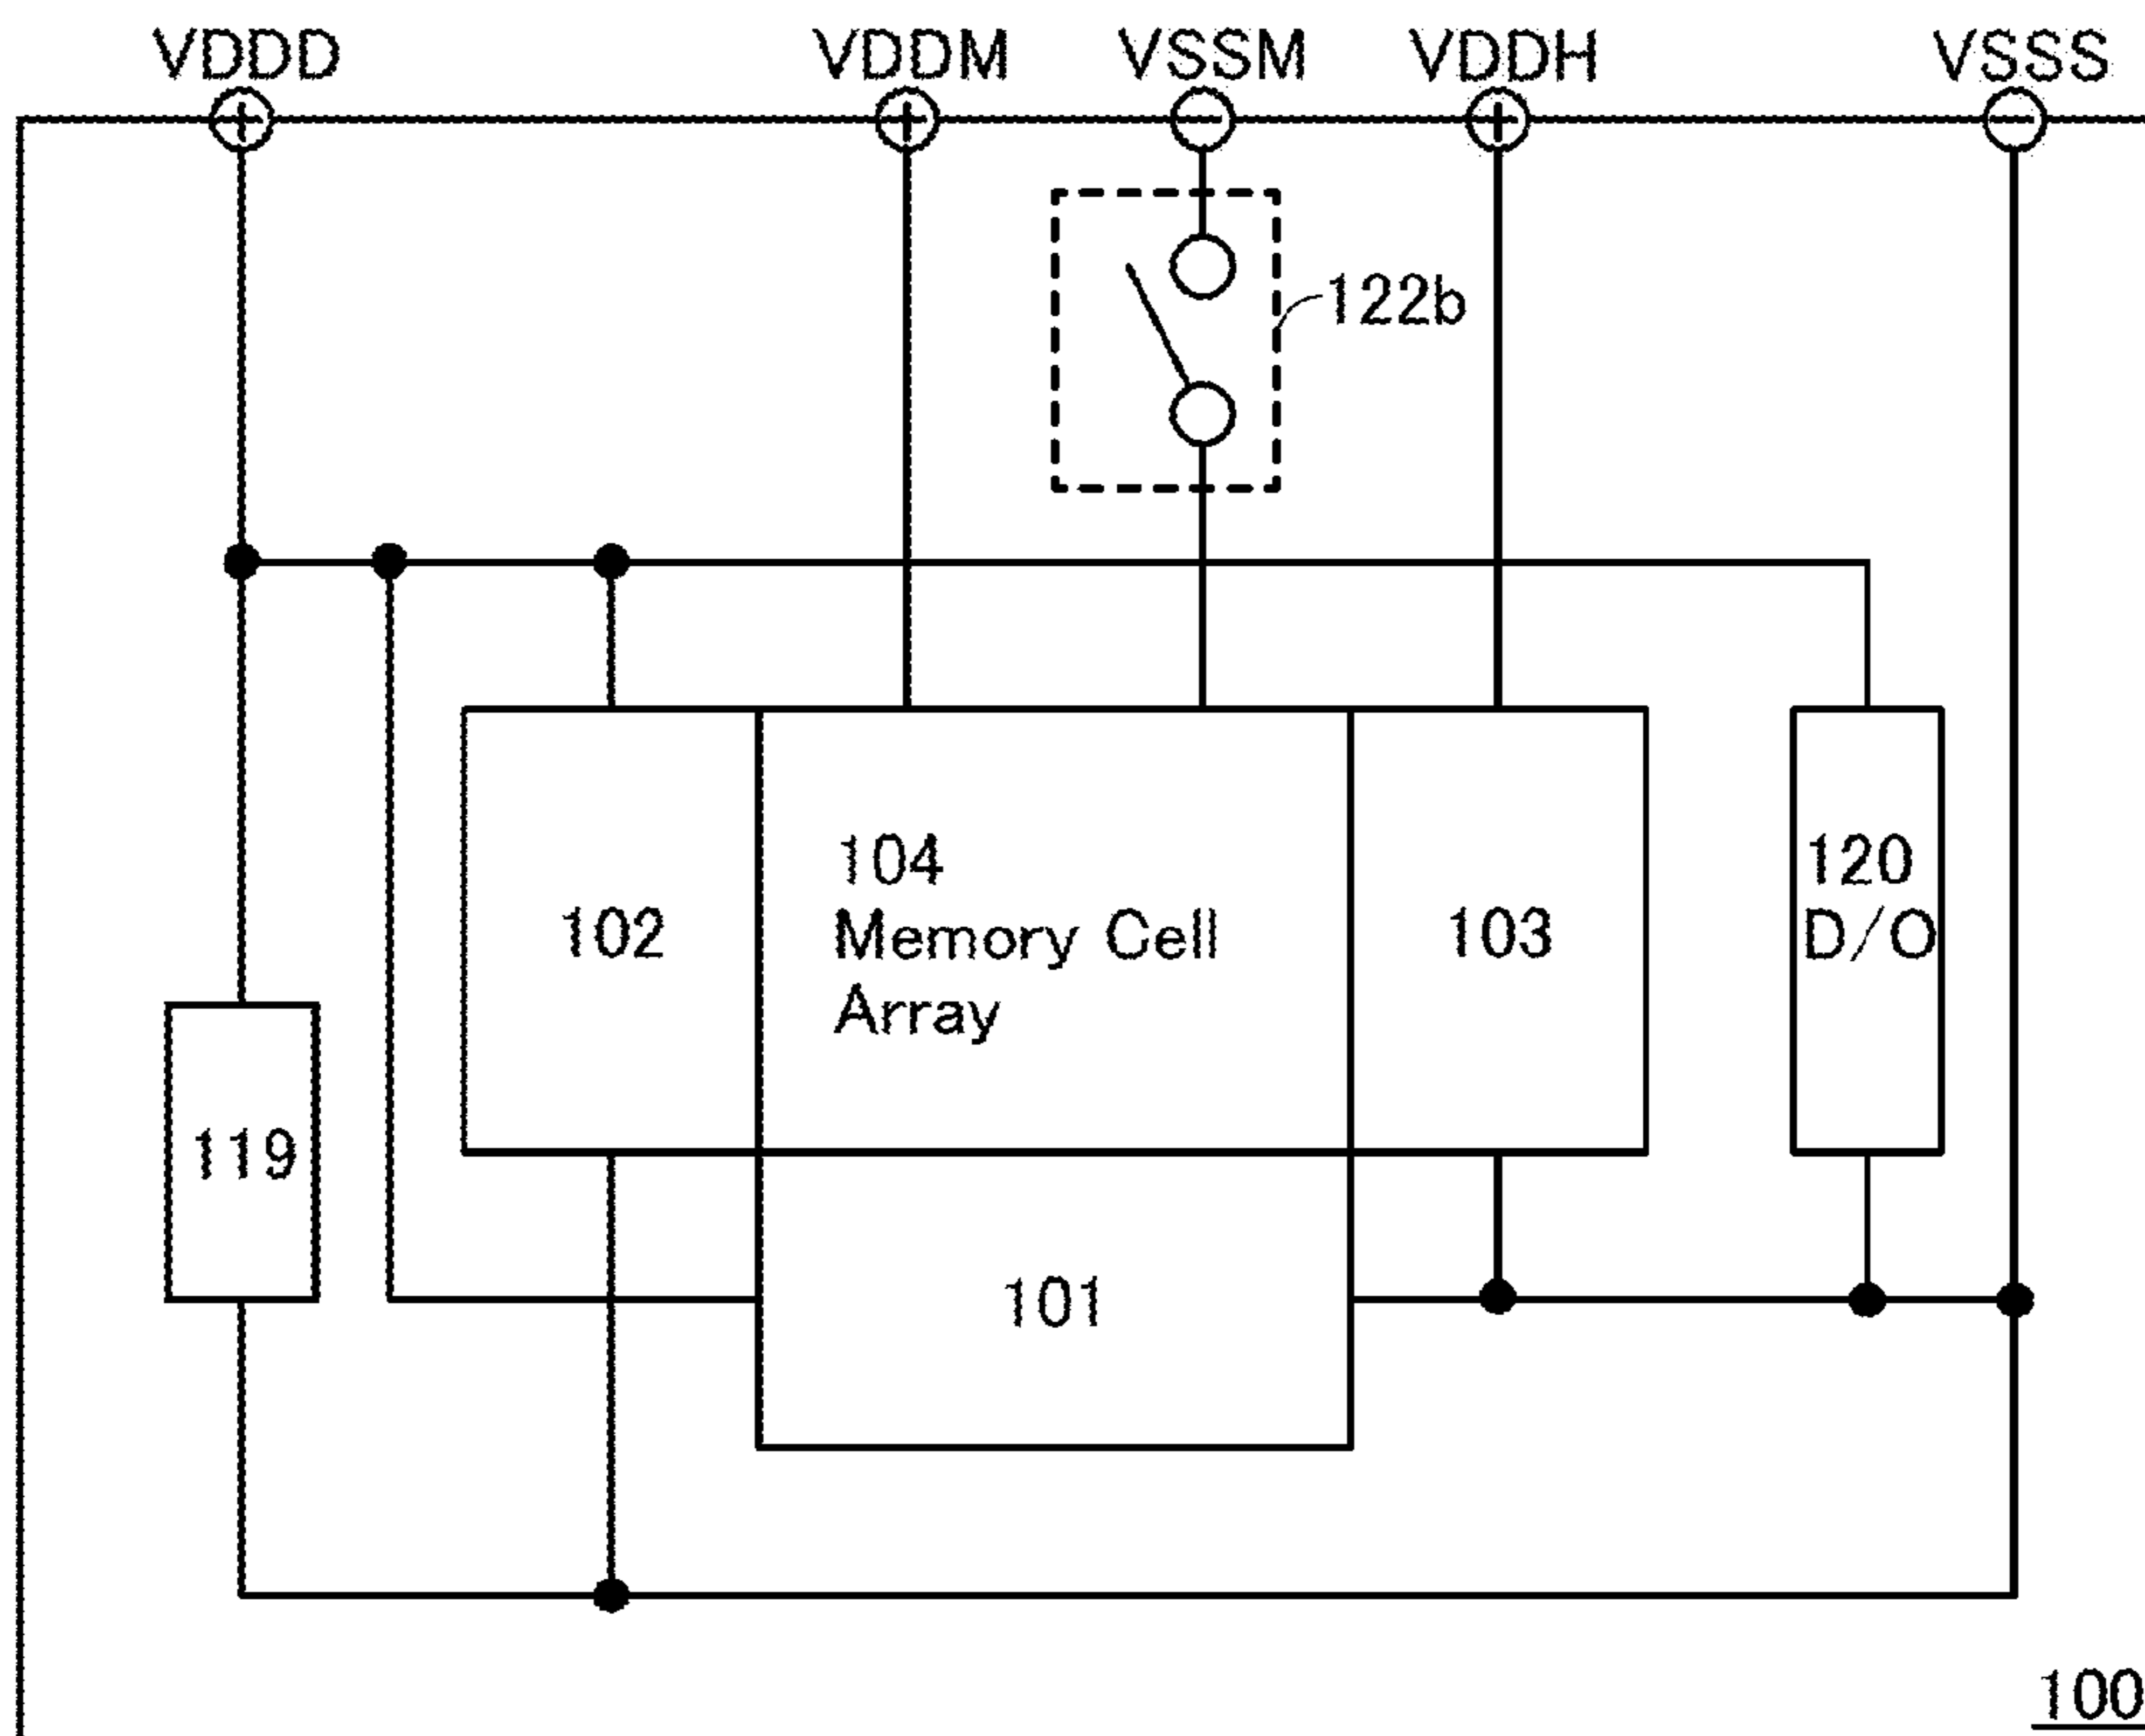 VDDD VDDM VSSM VDDH VSSS
122b
102
104
Memory Cell
Array
103
120
D/O
119
101
100